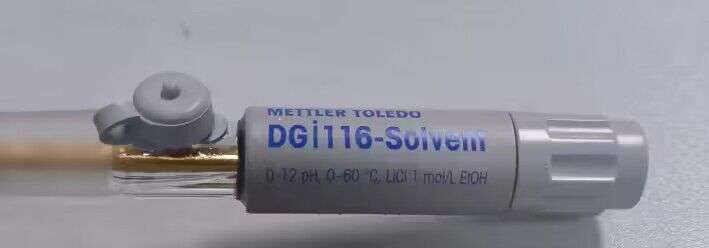 METTLER TOLEDO
DGi116-Solvent
0-12 pH, 0-60 °C, LiCl 1 mol/L EtOH